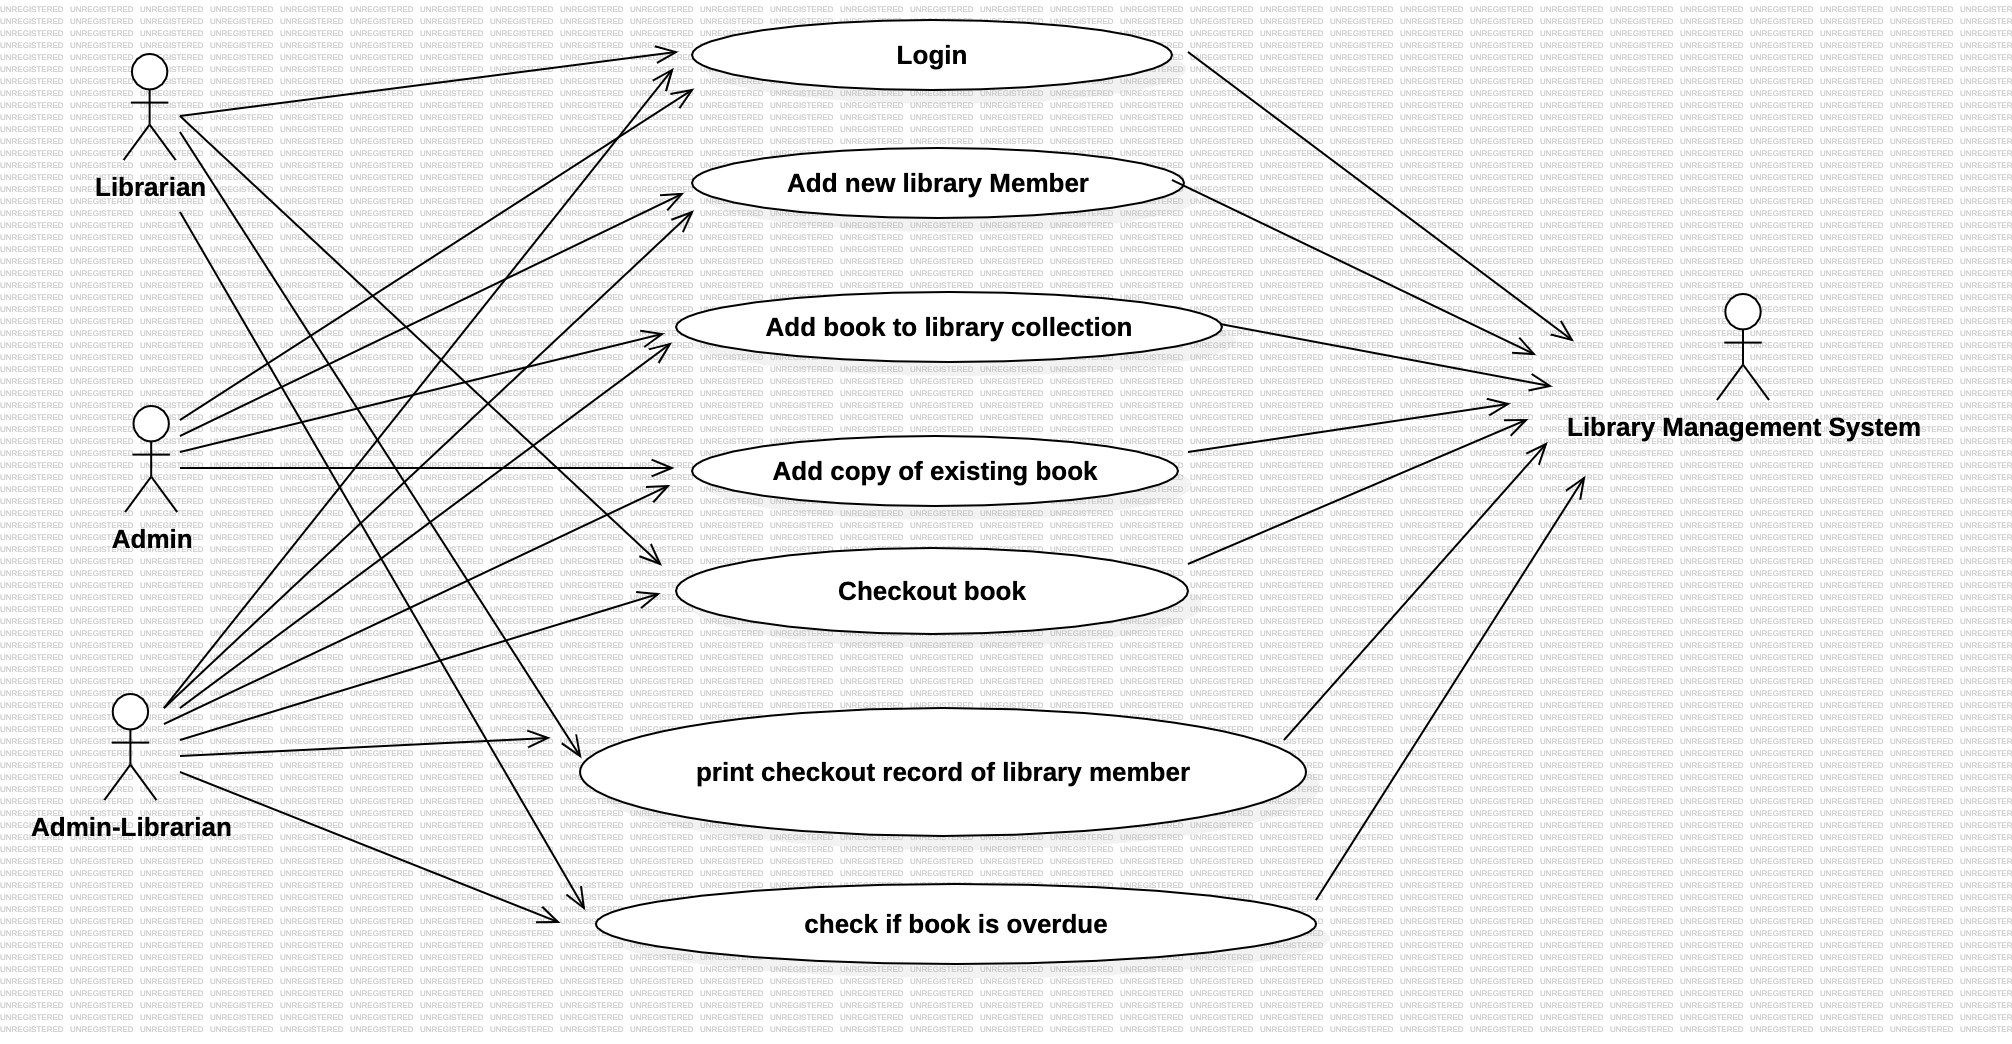 Login
Librarian
Add new library Member
Add book to library collection
Library Management System
Add copy of existing book
Admin
Checkout book
print checkout record of library member
Admin-Librarian
check if book is overdue
UNREGISTERED